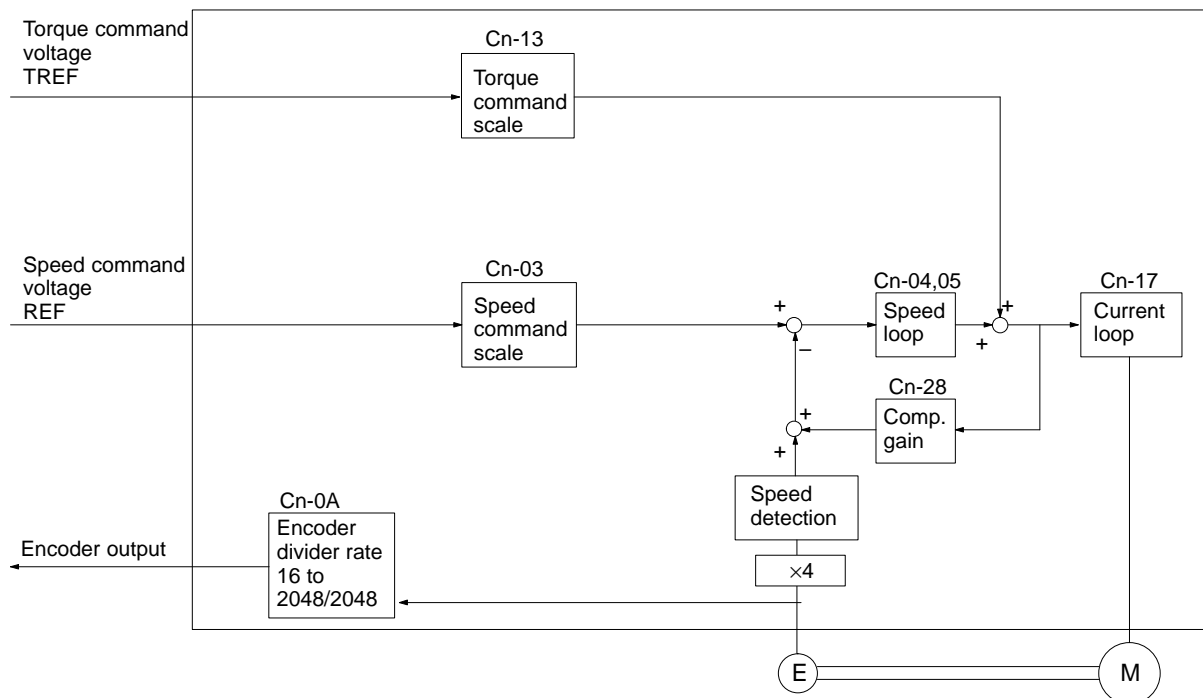 Torque command
voltage
TREF
Cn-13
Torque
command
scale
Speed command
voltage
REF
Cn-03
Speed
command
scale
+
–
Cn-04,05
Speed
loop
+
+
Cn-17
Current
loop
Cn-28
Comp.
gain
+
+
Speed
detection
×4
Cn-0A
Encoder
divider rate
16 to
2048/2048
Encoder output
E
M